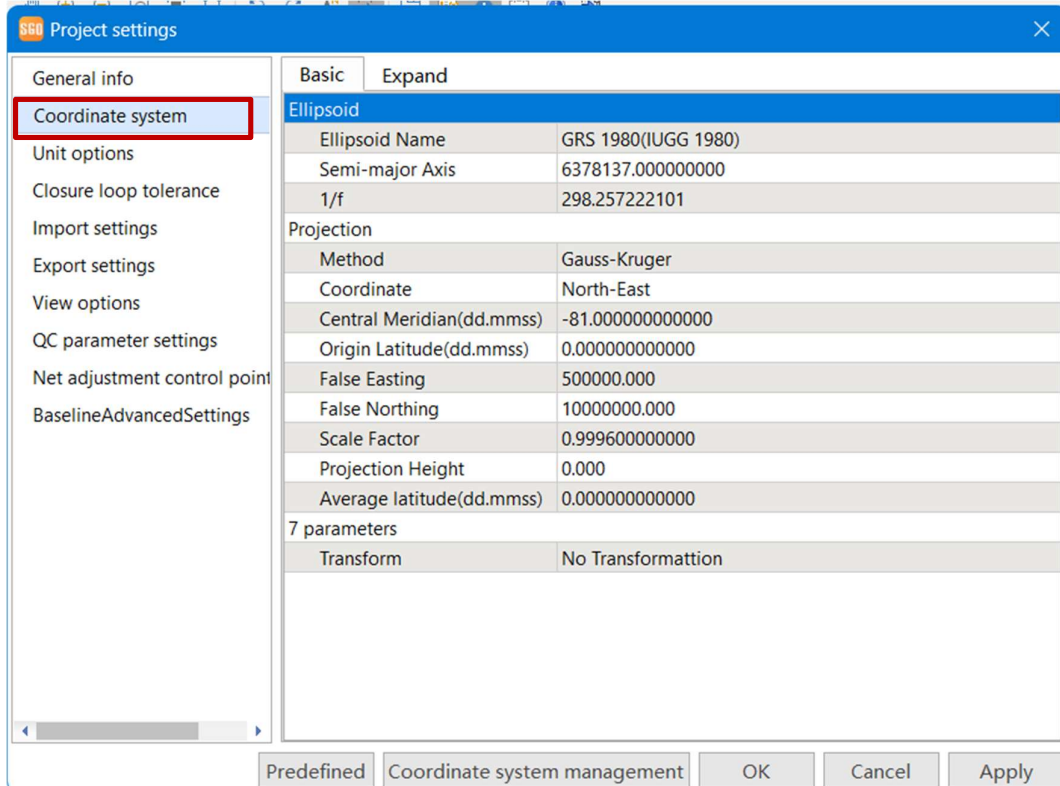 SGO Project settings
General info
Coordinate system
Unit options
Closure loop tolerance
Import settings
Export settings
View options
QC parameter settings
Net adjustment control point
BaselineAdvancedSettings
Basic Expand
Ellipsoid
Ellipsoid Name GRS 1980(IUGG 1980)
Semi-major Axis 6378137.000000000
1/f 298.257222101
Projection
Method Gauss-Kruger
Coordinate North-East
Central Meridian(dd.mmss) -81.000000000000
Origin Latitude(dd.mmss) 0.000000000000
False Easting 500000.000
False Northing 10000000.000
Scale Factor 0.999600000000
Projection Height 0.000
Average latitude(dd.mmss) 0.000000000000
7 parameters
Transform No Transformattion
Predefined Coordinate system management OK Cancel Apply